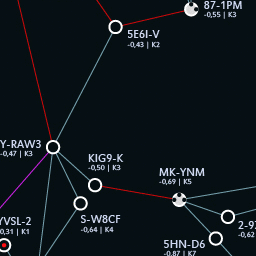 87-1PM
-0,55 | K3
5E6I-V
-0,43 | K2
Y-RAW3
-0,47 | K3
KIG9-K
-0,50 | K3
MK-YNM
-0,69 | K5
YVSL-2
0,31 | K1
S-W8CF
-0,64 | K4
2-97
-0,2
5HN-D6
-0,87 | K7